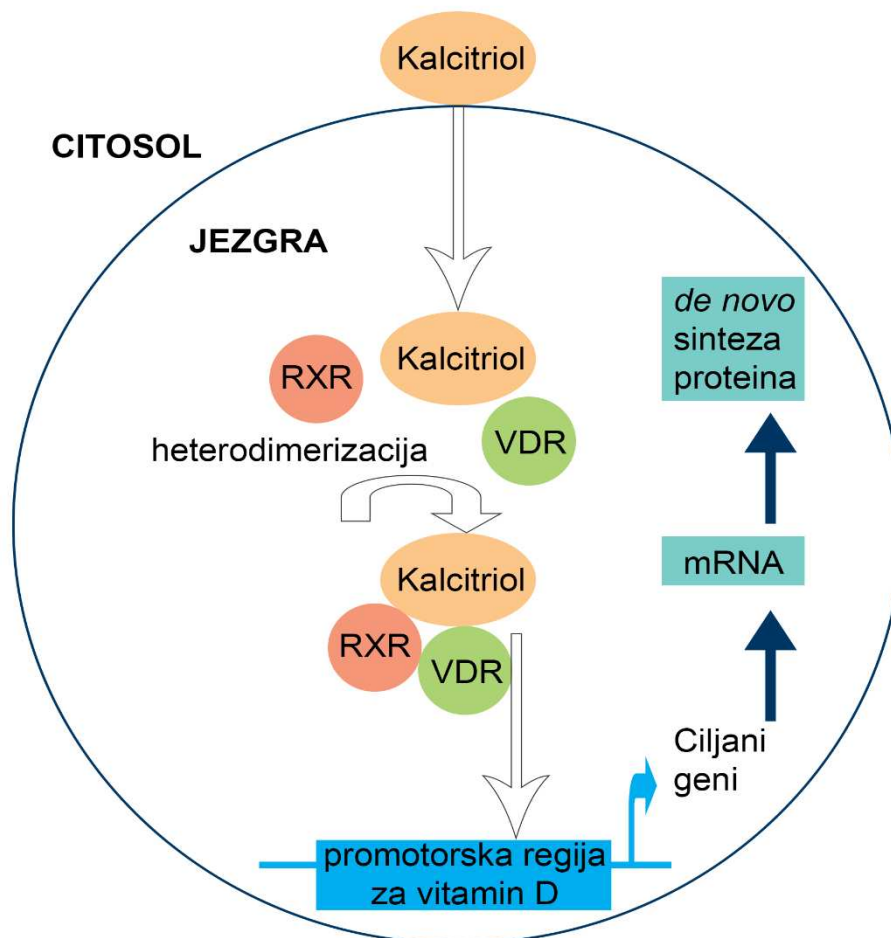 Kalcitriol
CITOSOL
JEZGRA
Kalcitriol
RXR
VDR
heterodimerizacija
Kalcitriol
RXR
VDR
promotorska regija
za vitamin D
Ciljani
geni
mRNA
de novo
sinteza
proteina